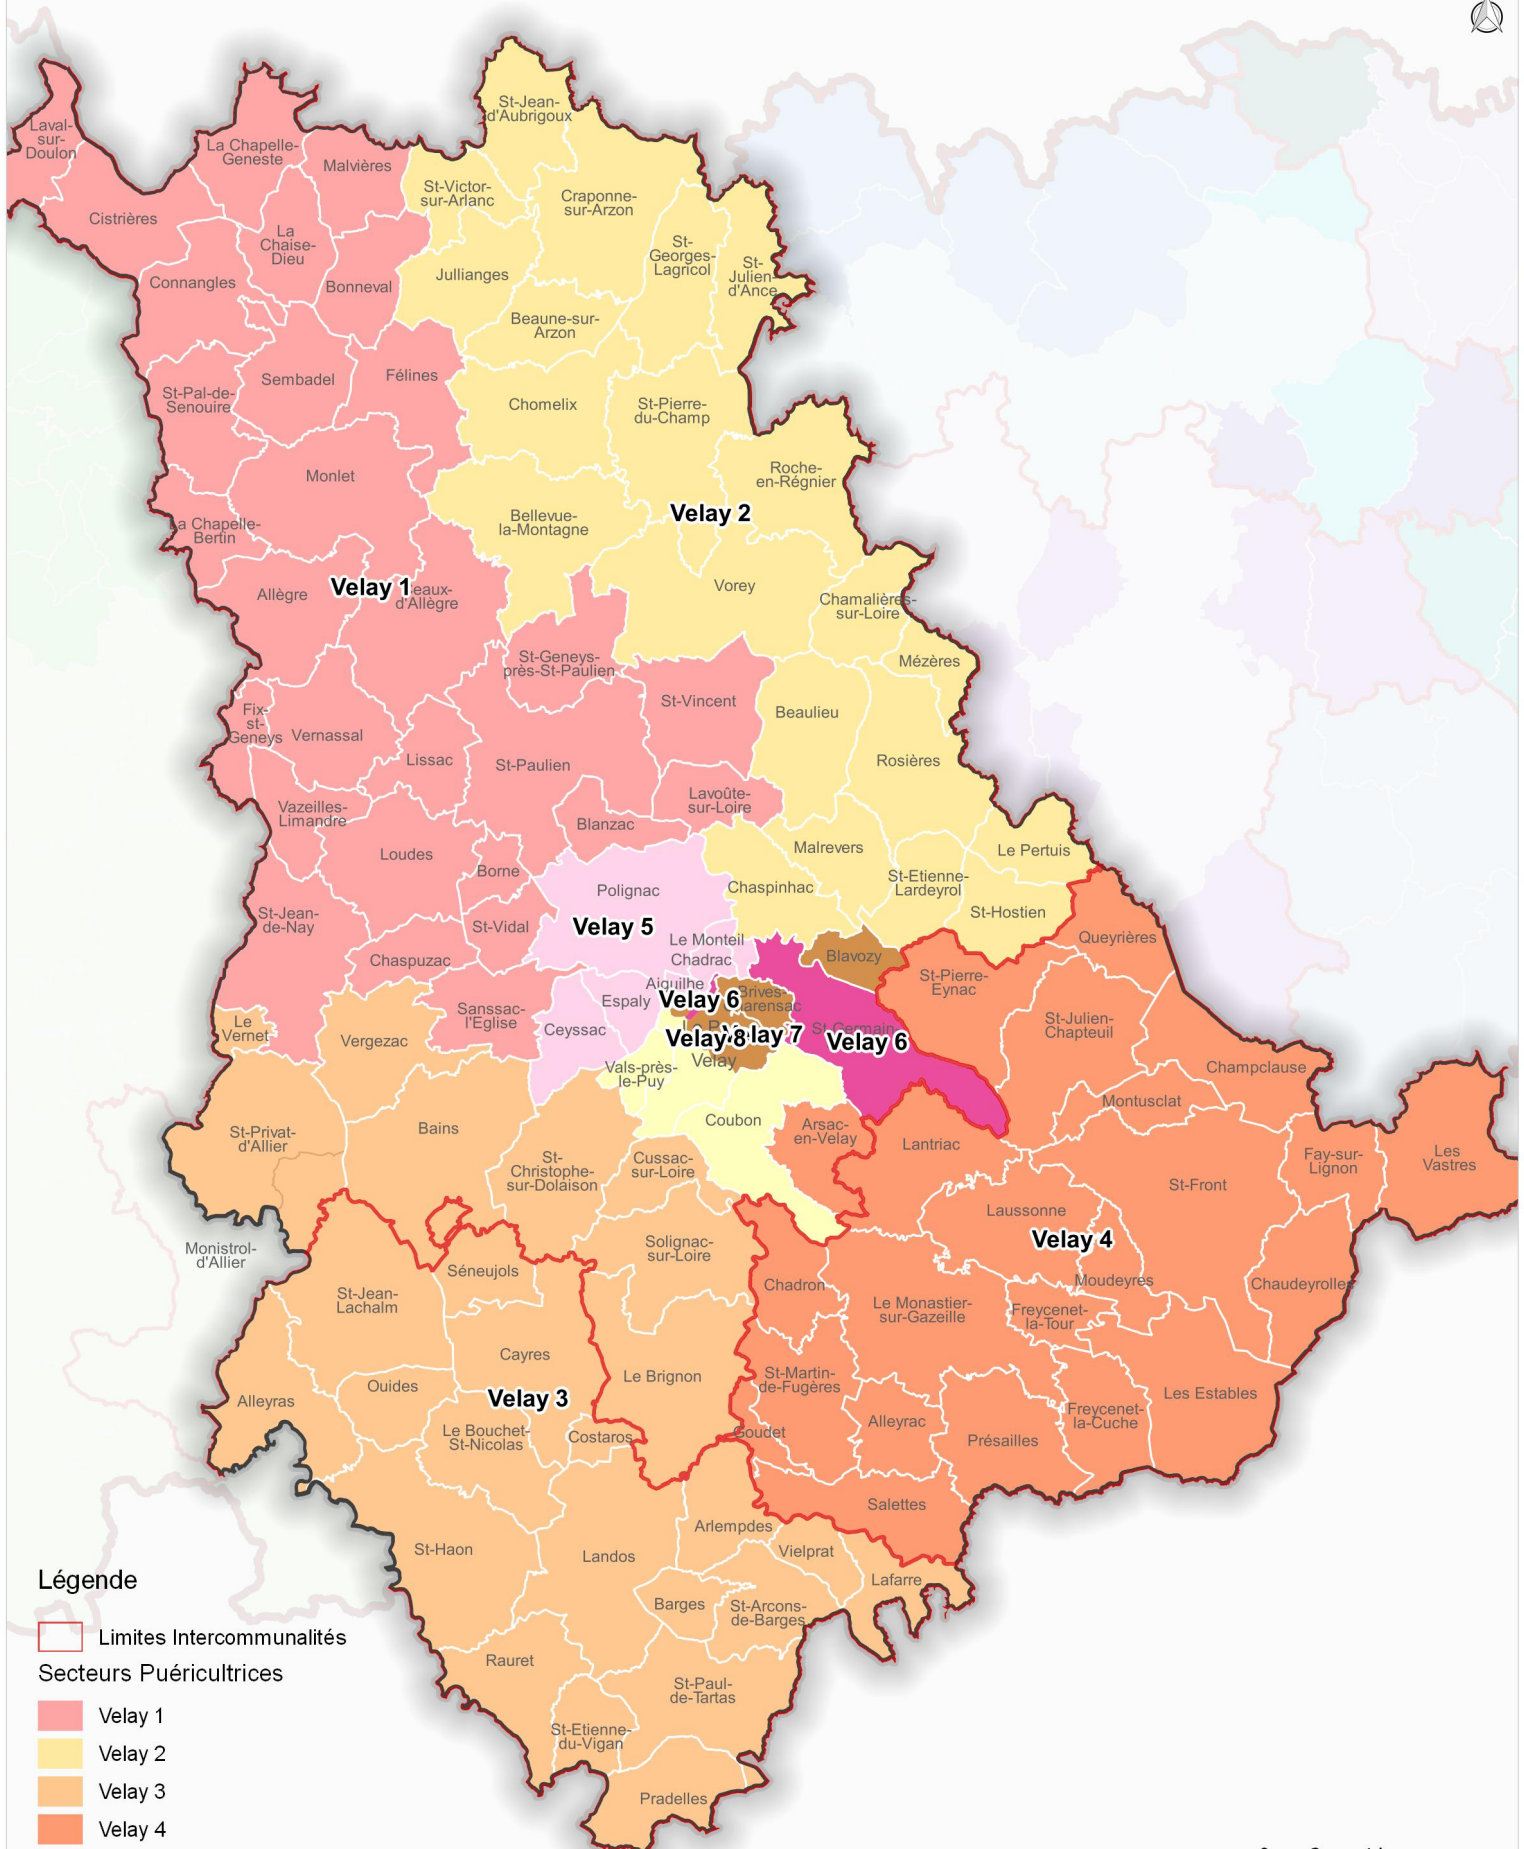 St-Jean-
d'Aubrigoux
Laval-
sur-
Doulon
La Chapelle-
Geneste
Malvières
St-Victor-
sur-Arlanc
Craponne-
sur-Arzon
Cistrières
La
Chaise-
Dieu
St-
Georges-
Lagricol
St-
Julien-
d'Ance
Connangles
Bonneval
Jullianges
Beaune-sur-
Arzon
St-Pal-de-
Senouire
Sembadel
Félines
Chomelix
St-Pierre-
du-Champ
Monlet
Roche-
en-Régnier
La Chapelle-
Bertin
Bellevue-
la-Montagne
Velay 2
Allègre
Velay 1
eaux-
d'Allègre
Vorey
Chamalières-
sur-Loire
St-Geneys-
près-St-Paulien
Mézères
Fix-
st-
Geneys
Vernassal
St-Vincent
Beaulieu
Lissac
St-Paulien
Rosières
Vazeilles-
Limandre
Lavoûte-
sur-Loire
Blanzac
Loudes
Borne
Malrevers
Le Pertuis
Polignac
Chaspinhac
St-Etienne-
Lardeyrol
St-Jean-
de-Nay
St-Vidal
Velay 5
St-Hostien
Chaspuzac
Le Monteil
Chadrac
Blavozy
Queyrières
Aiguilhe
St-Pierre-
Eynac
Sanssac-
l'Eglise
Espaly
Velay 6
Brives-
Le
Vernet
Vergezac
Ceyssac
Velay 8
Velay 7
St-Germain-
Velay 6
St-Julien-
Chapteuil
Vals-près-
le-Puy
Velay
Champclause
Montusclat
St-Privat-
d'Allier
Bains
Coubon
Arsac-
en-Velay
Lantriac
St-
Christophe-
sur-Dolaison
Cussac-
sur-Loire
Fay-sur-
Lignon
Les
Vastres
St-Front
Laussonne
Velay 4
Monistrol-
d'Allier
Solignac-
sur-Loire
Séneujols
Chadron
Moudeyres
Chaudeyrolles
St-Jean-
Lachalm
Le Monastier-
sur-Gazeille
Freycenet-
la-Tour
Cayres
Le Brignon
St-Martin-
de-Fugères
Ouides
Velay 3
Alleyras
Les Estables
Freycenet-
la-Cuche
Le Bouchet-
St-Nicolas
Costaros
Goudet
Alleyrac
Présailles
Salettes
Arlempdes
St-Haon
Landos
Vielprat
Lafarre
Barges
St-Arcons-
de-Barges
Rauret
St-Paul-
de-Tartas
St-Etienne-
du-Vigan
Pradelles
Légende
Limites Intercommunalités
Secteurs Puéricultrices
Velay 1
Velay 2
Velay 3
Velay 4